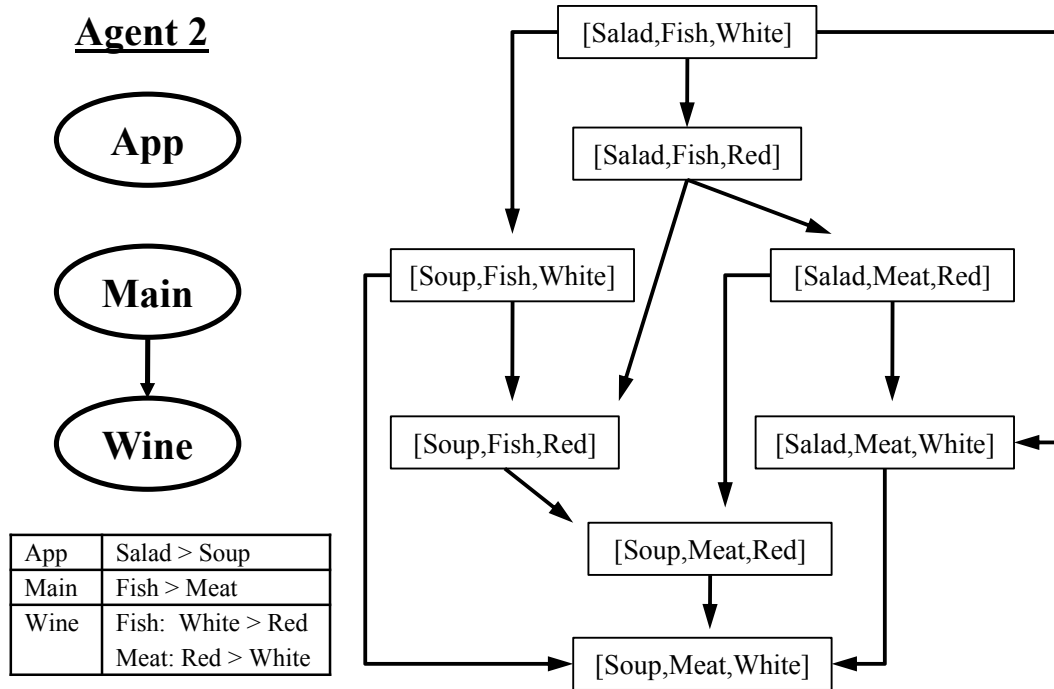 Agent 2
App
Main
Wine
App Salad > Soup
Main Fish > Meat
Wine Fish: White > Red
Meat: Red > White
[Salad,Fish,White]
[Salad,Fish,Red]
[Soup,Fish,White]
[Salad,Meat,Red]
[Soup,Fish,Red]
[Salad,Meat,White]
[Soup,Meat,Red]
[Soup,Meat,White]